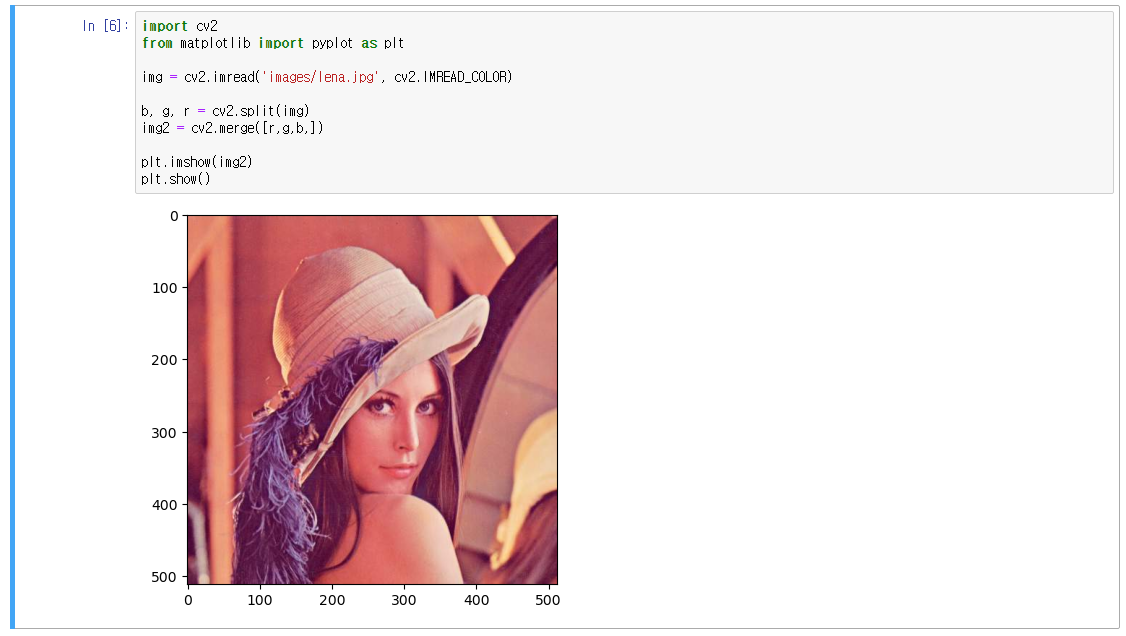 In [6]:
import cv2
from matplotlib import pyplot as plt
img = cv2.imread('images/lena.jpg', cv2.IMREAD_COLOR)
b, g, r = cv2.split(img)
img2 = cv2.merge([r,g,b,])
plt.imshow(img2)
plt.show()
0
100
200
300
400
500
0 100 200 300 400 500